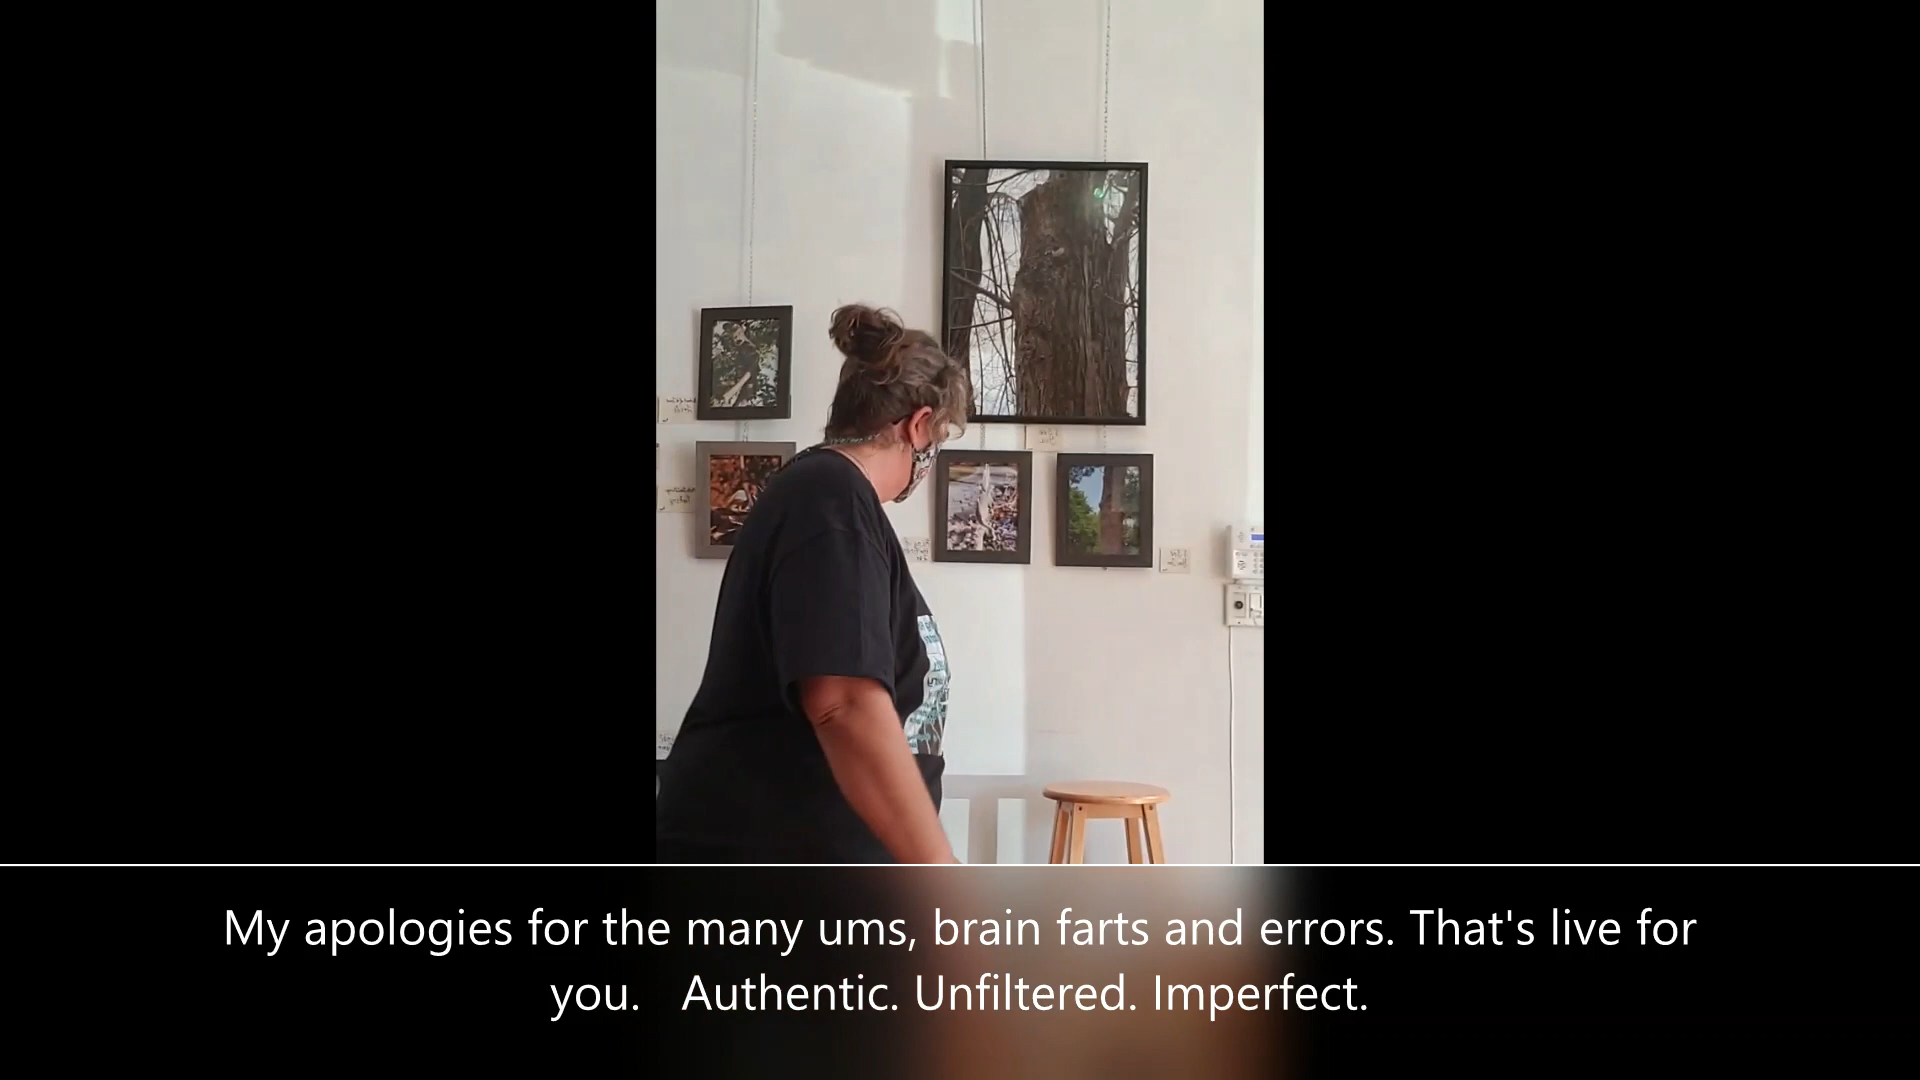 My apologies for the many ums, brain farts and errors. That's live for
you.   Authentic. Unfiltered. Imperfect.